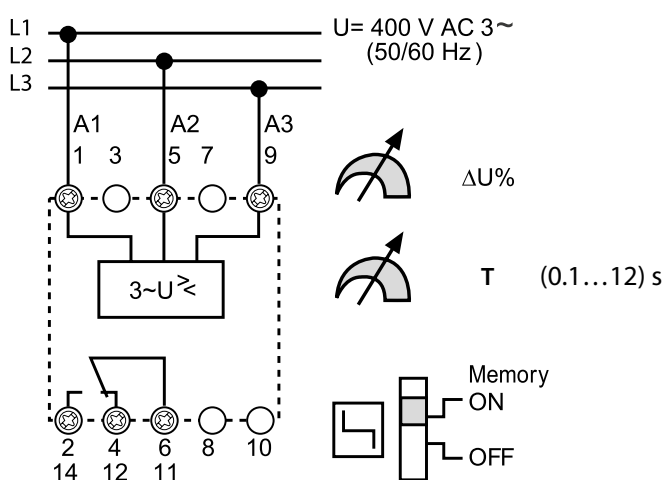 L1
L2
L3
U= 400 V AC 3~
(50/60 Hz)
A1 A2 A3
1 3 5 7 9
ΔU%
T (0.1...12) s
3~U ><
Memory
ON
OFF
2 4 6 8 10
14 12 11